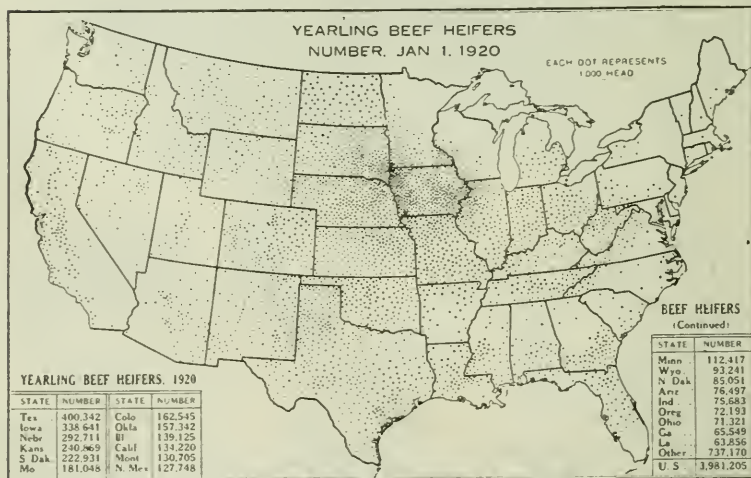 YEARLING BEEF HEIFERS
NUMBER, JAN 1, 1920
EACH DOT REPRESENTS
1000 HEAD
YEARLING BEEF HEIFERS, 1920
STATE NUMBER STATE NUMBER
Tex 400,342 Colo 162,545
Iowa 338 641 Okla 157,342
Nebr 292,711 Ill 139,125
Kans 240,869 Calif 134,220
S Dak 222,931 Mont 130,705
Mo 181,048 N. Mex 127,748
BEEF HEIFERS
(Continued)
STATE NUMBER
Minn 112,417
Wyo. 93,241
N Dak 85,051
Ariz 76,497
Ind 75,683
Oreg 72,193
Ohio 71,321
Ga 65,549
La 63,856
Other 737,170
U. S 3,981,205